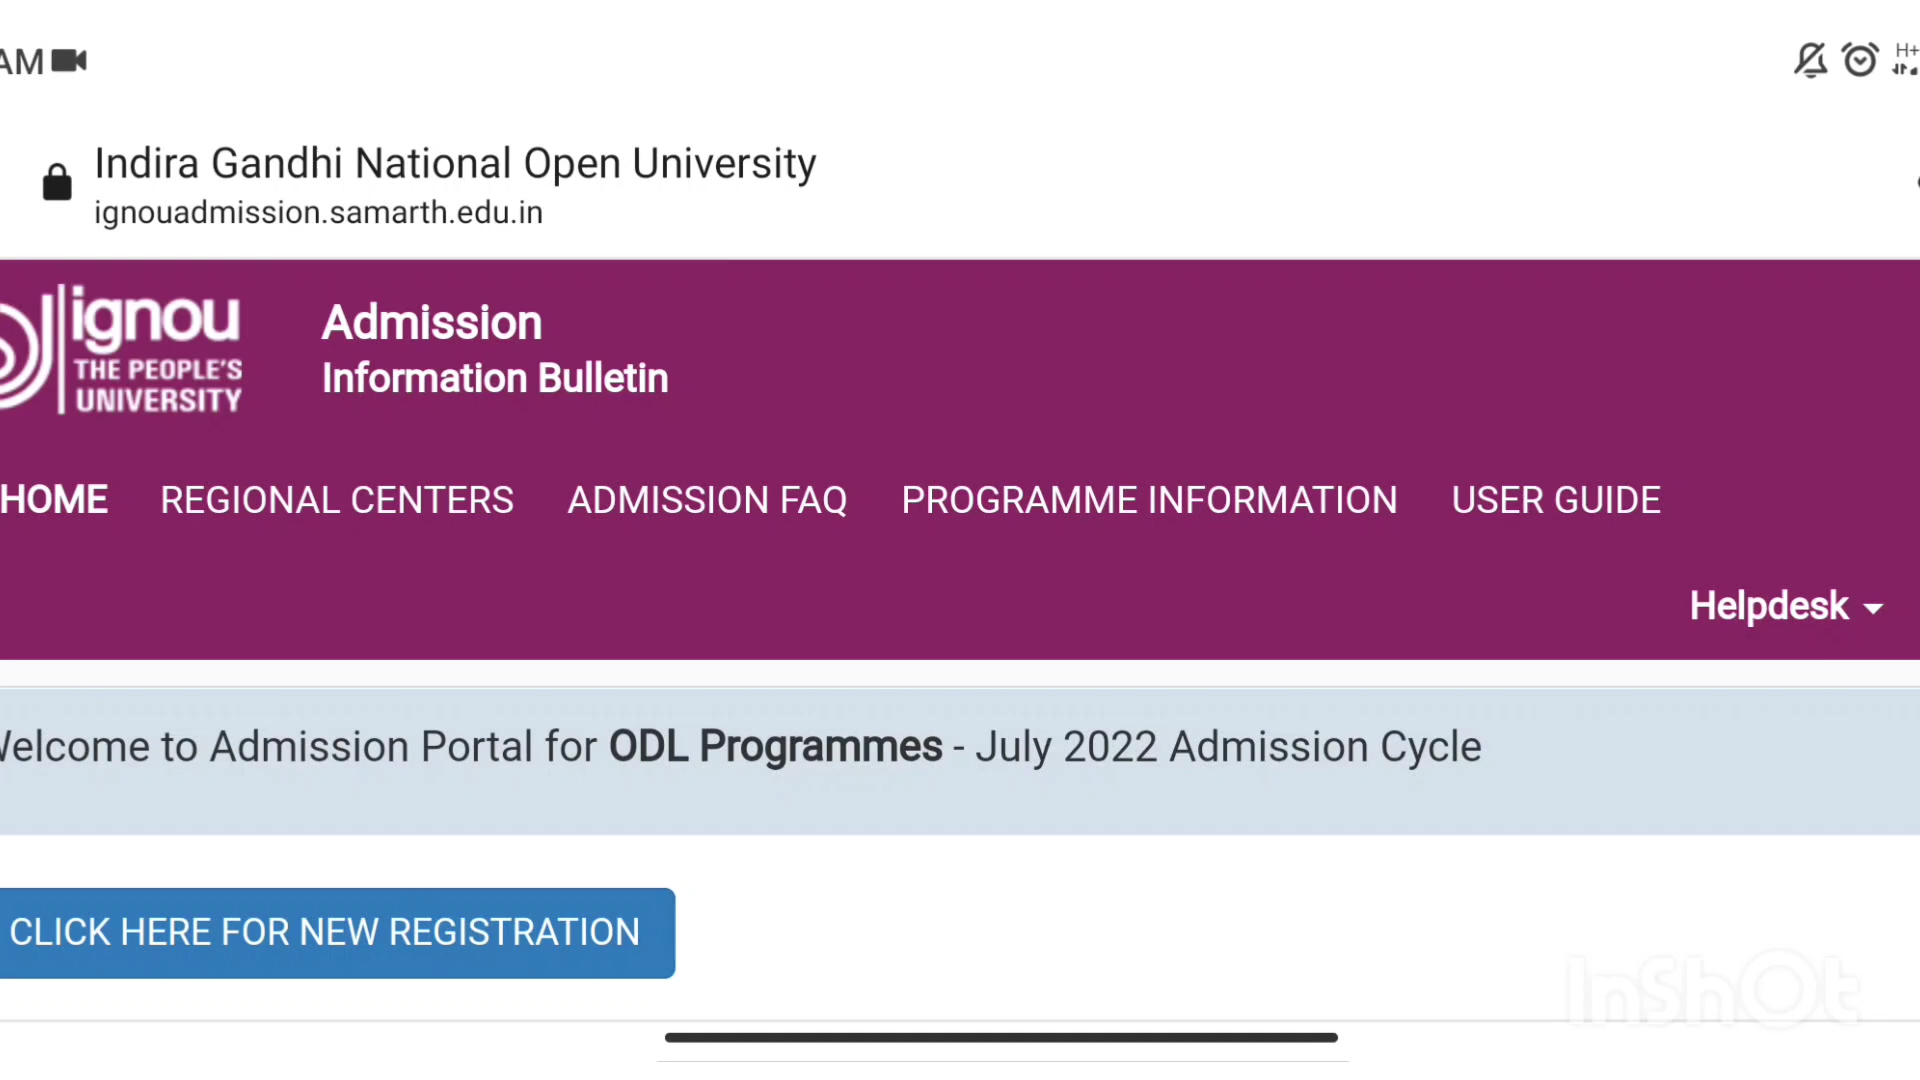 AM
H+
Indira Gandhi National Open University
ignouadmission.samarth.edu.in
ignou
THE PEOPLE'S
UNIVERSITY
Admission
Information Bulletin
HOME REGIONAL CENTERS ADMISSION FAQ PROGRAMME INFORMATION USER GUIDE
Helpdesk
Welcome to Admission Portal for ODL Programmes - July 2022 Admission Cycle
CLICK HERE FOR NEW REGISTRATION
InShOt